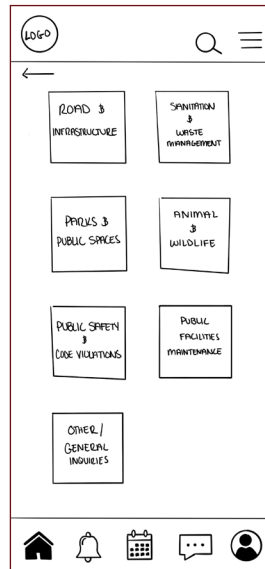 LOGO
ROAD &
INFRASTRUCTURE
SANITATION
&
WASTE
MANAGEMENT
PARKS &
PUBLIC SPACES
ANIMAL
&
WILDLIFE
PUBLIC SAFETY
&
CODE VIOLATIONS
PUBLIC
FACILITIES
MAINTENANCE
OTHER/
GENERAL
INQUIRIES